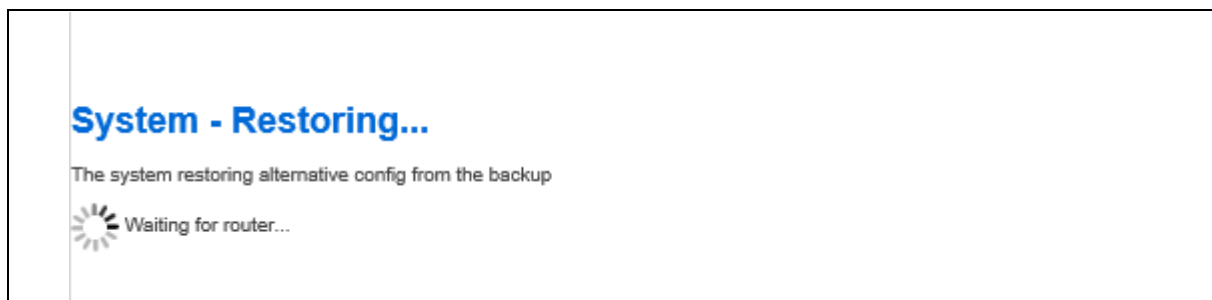 System - Restoring...
The system restoring alternative config from the backup
Waiting for router...